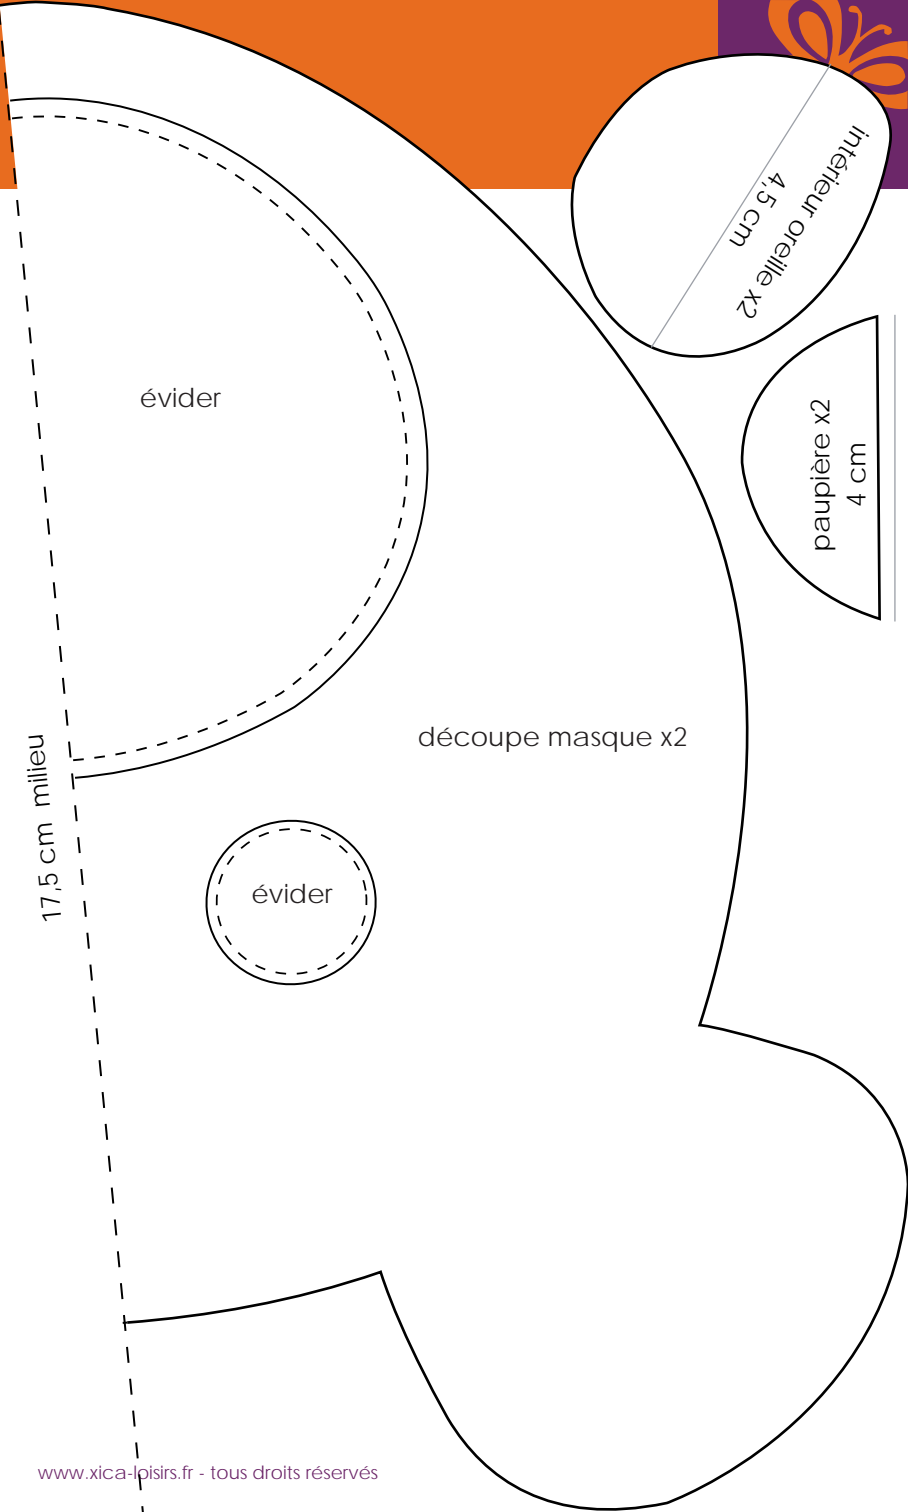 intérieur oreille x2
4,5 cm
évider
paupière x2
4 cm
découpe masque x2
17,5 cm milieu
évider
www.xica-loisirs.fr - tous droits réservés